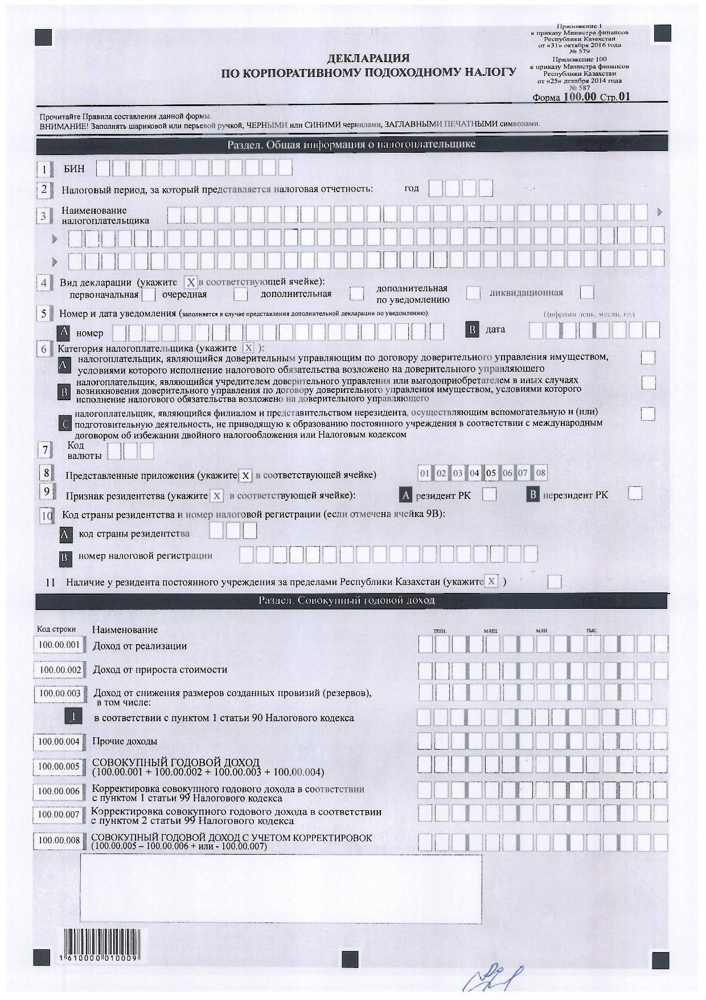 Приложение 1
к приказу Министра финансов
Республики Казахстан
от «31» октября 2016 года
№ 579
Приложение 100
к приказу Министра финансов
Республики Казахстан
от «25» декабря 2014 года
№ 587
ДЕКЛАРАЦИЯ
ПО КОРПОРАТИВНОМУ ПОДОХОДНОМУ НАЛОГУ
Форма 100.00 Стр.01
Прочитайте Правила составления данной формы.
ВНИМАНИЕ! Заполнять шариковой или перьевой ручкой, ЧЕРНЫМИ или СИНИМИ чернилами, ЗАГЛАВНЫМИ ПЕЧАТНЫМИ символами.
Раздел. Общая информация о налогоплательщике
1 БИН
2 Налоговый период, за который представляется налоговая отчетность: год
3 Наименование
налогоплательщика
4 Вид декларации (укажите X в соответствующей ячейке):
первоначальная очередная дополнительная дополнительная
по уведомлению ликвидационная
5 Номер и дата уведомления (заполняется в случае представления дополнительной декларации по уведомлению):
Цифрами день, месяц, год
A номер B дата
6 Категория налогоплательщика (укажите X ):
A налогоплательщик, являющийся доверительным управляющим по договору доверительного управления имуществом,
условиями которого исполнение налогового обязательства возложено на доверительного управляющего
B налогоплательщик, являющийся учредителем доверительного управления или выгодоприобретателем в иных случаях
возникновения доверительного управления по договору доверительного управления имуществом, условиями которого
исполнение налогового обязательства возложено на доверительного управляющего
C налогоплательщик, являющийся филиалом и представительством нерезидента, осуществляющим вспомогательную и (или)
подготовительную деятельность, не приводящую к образованию постоянного учреждения в соответствии с международным
договором об избежании двойного налогообложения или Налоговым кодексом
7 Код
валюты
8 Представленные приложения (укажите X в соответствующей ячейке) 01 02 03 04 05 06 07 08
9 Признак резидентства (укажите X в соответствующей ячейке): A резидент РК B нерезидент РК
10 Код страны резидентства и номер налоговой регистрации (если отмечена ячейка 9В):
A код страны резидентства
B номер налоговой регистрации
11 Наличие у резидента постоянного учреждения за пределами Республики Казахстан (укажите X )
Раздел. Совокупный годовой доход
Код строки Наименование ТРЛН. МЛРД. МЛН. ТЫС.
100.00.001 Доход от реализации
100.00.002 Доход от прироста стоимости
100.00.003 Доход от снижения размеров созданных провизий (резервов),
в том числе:
I в соответствии с пунктом 1 статьи 90 Налогового кодекса
100.00.004 Прочие доходы
100.00.005 СОВОКУПНЫЙ ГОДОВОЙ ДОХОД
(100.00.001 + 100.00.002 + 100.00.003 + 100.00.004)
100.00.006 Корректировка совокупного годового дохода в соответствии
с пунктом 1 статьи 99 Налогового кодекса
100.00.007 Корректировка совокупного годового дохода в соответствии
с пунктом 2 статьи 99 Налогового кодекса
100.00.008 СОВОКУПНЫЙ ГОДОВОЙ ДОХОД С УЧЕТОМ КОРРЕКТИРОВОК
(100.00.005 – 100.00.006 + или - 100.00.007)
1 610000 010009